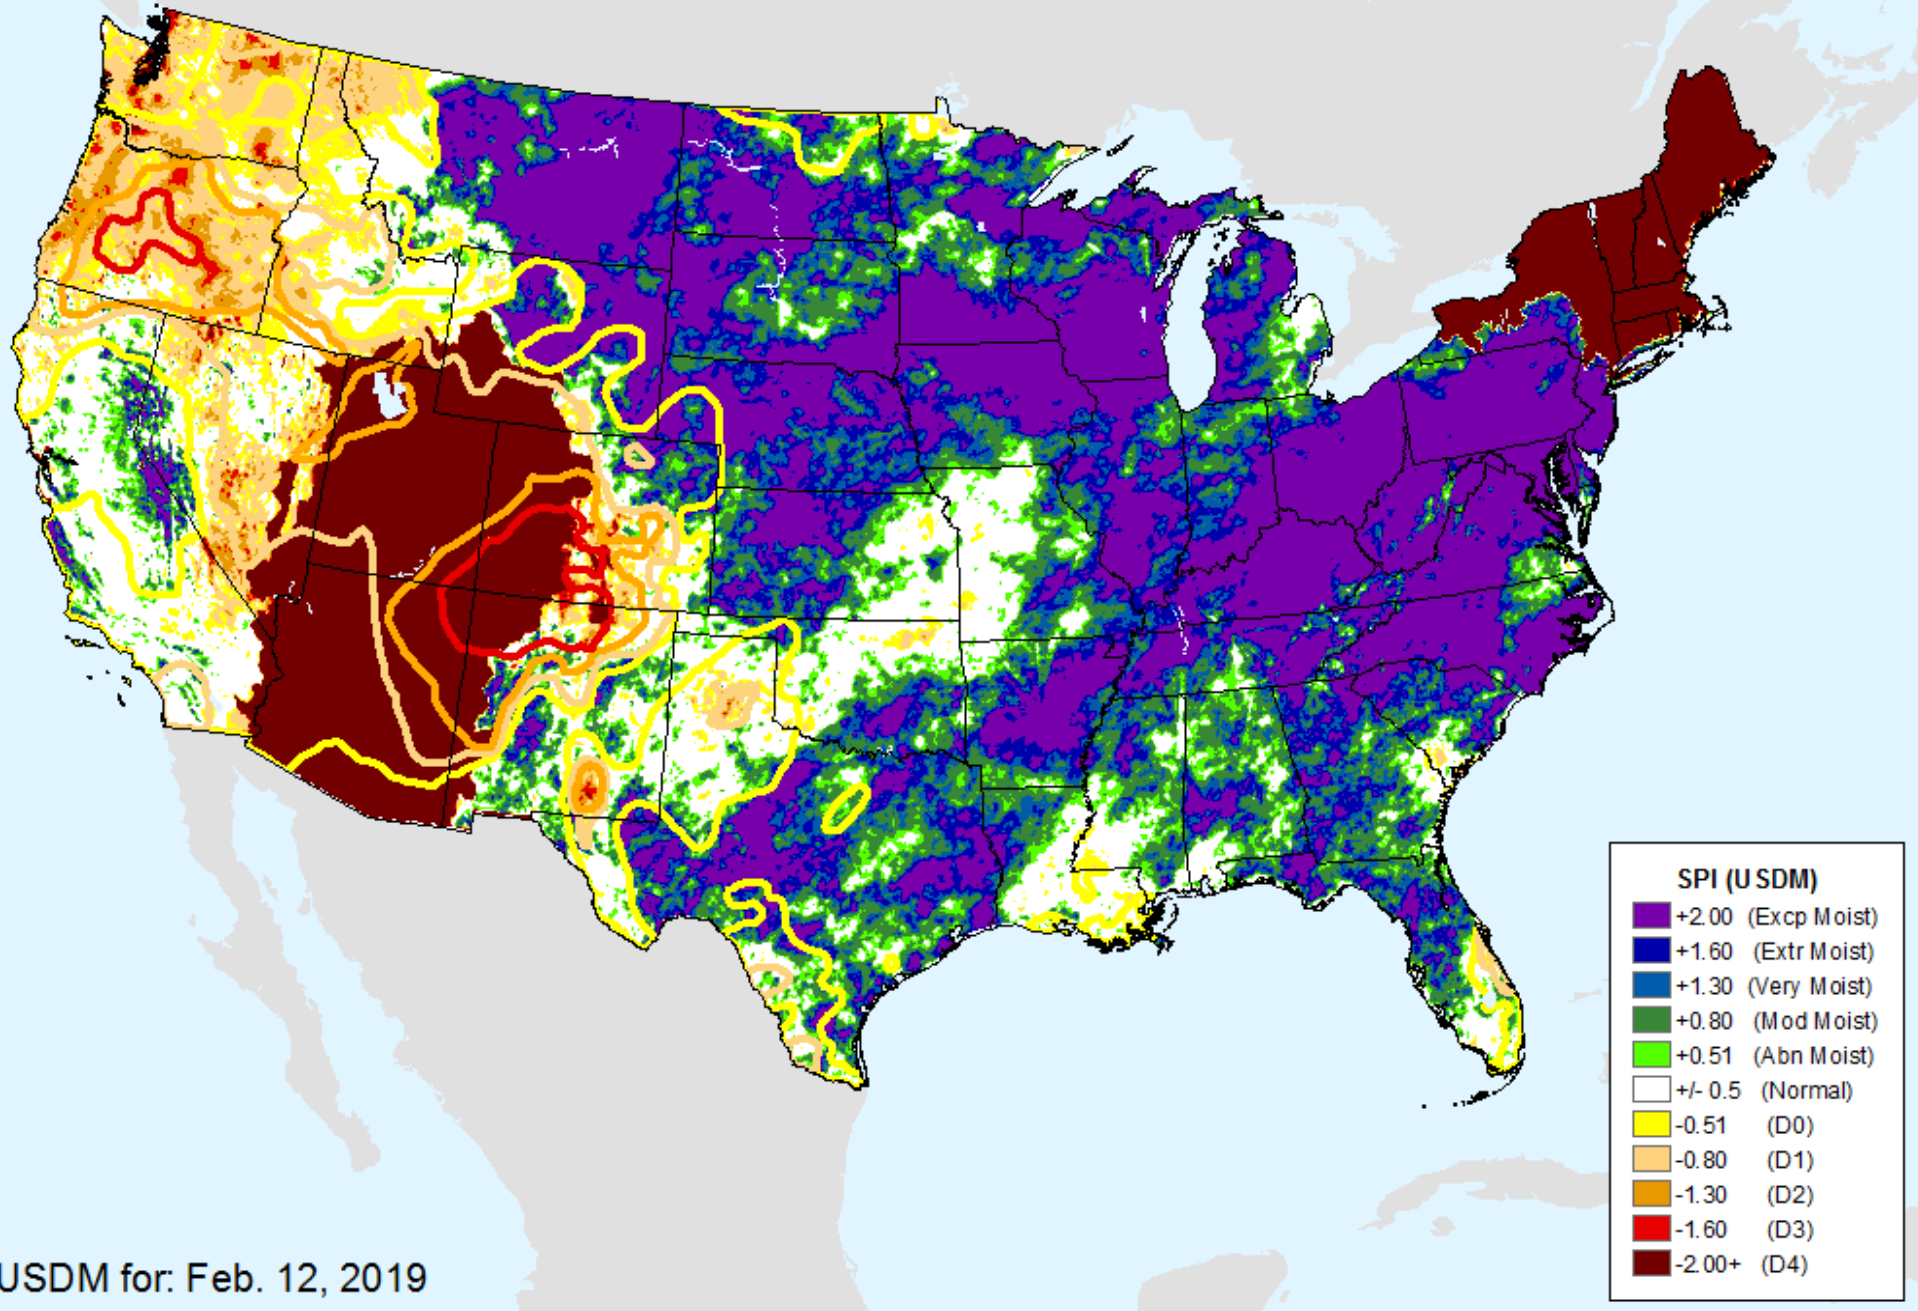 SPI (USDM)
+2.00 (Excp Moist)
+1.60 (Extr Moist)
+1.30 (Very Moist)
+0.80 (Mod Moist)
+0.51 (Abn Moist)
+/- 0.5 (Normal)
-0.51 (D0)
-0.80 (D1)
-1.30 (D2)
-1.60 (D3)
-2.00+ (D4)
USDM for: Feb. 12, 2019